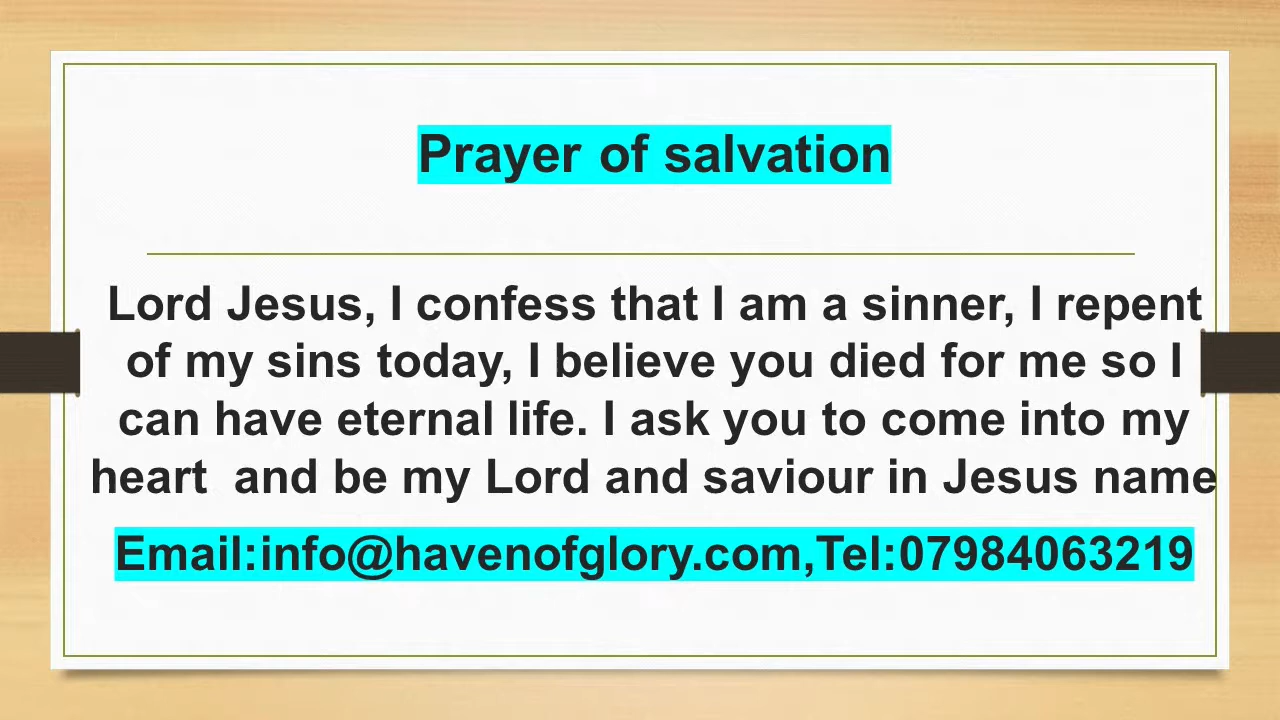 Prayer of salvation
Lord Jesus, I confess that I am a sinner, I repent
of my sins today, I believe you died for me so I
can have eternal life. I ask you to come into my
heart  and be my Lord and saviour in Jesus name
Email:info@havenofglory.com,Tel:07984063219